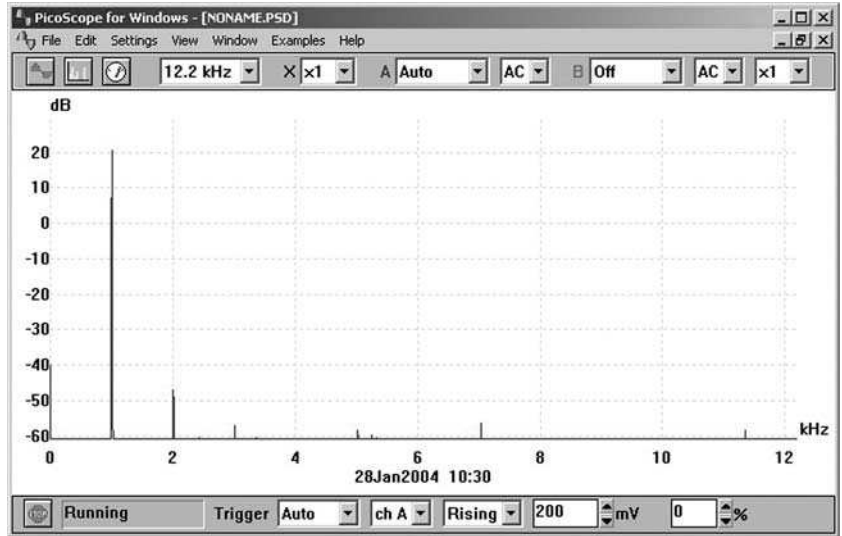 PicoScope for Windows - [NONAME.PSD]
File Edit Settings View Window Examples Help
12.2 kHz X x1 A Auto AC B Off AC x1
dB
20
10
0
-10
-20
-30
-40
-50
-60
kHz
0 2 4 6 8 10 12
28Jan2004 10:30
STOP Running Trigger Auto ch A Rising 200 mV 0 %